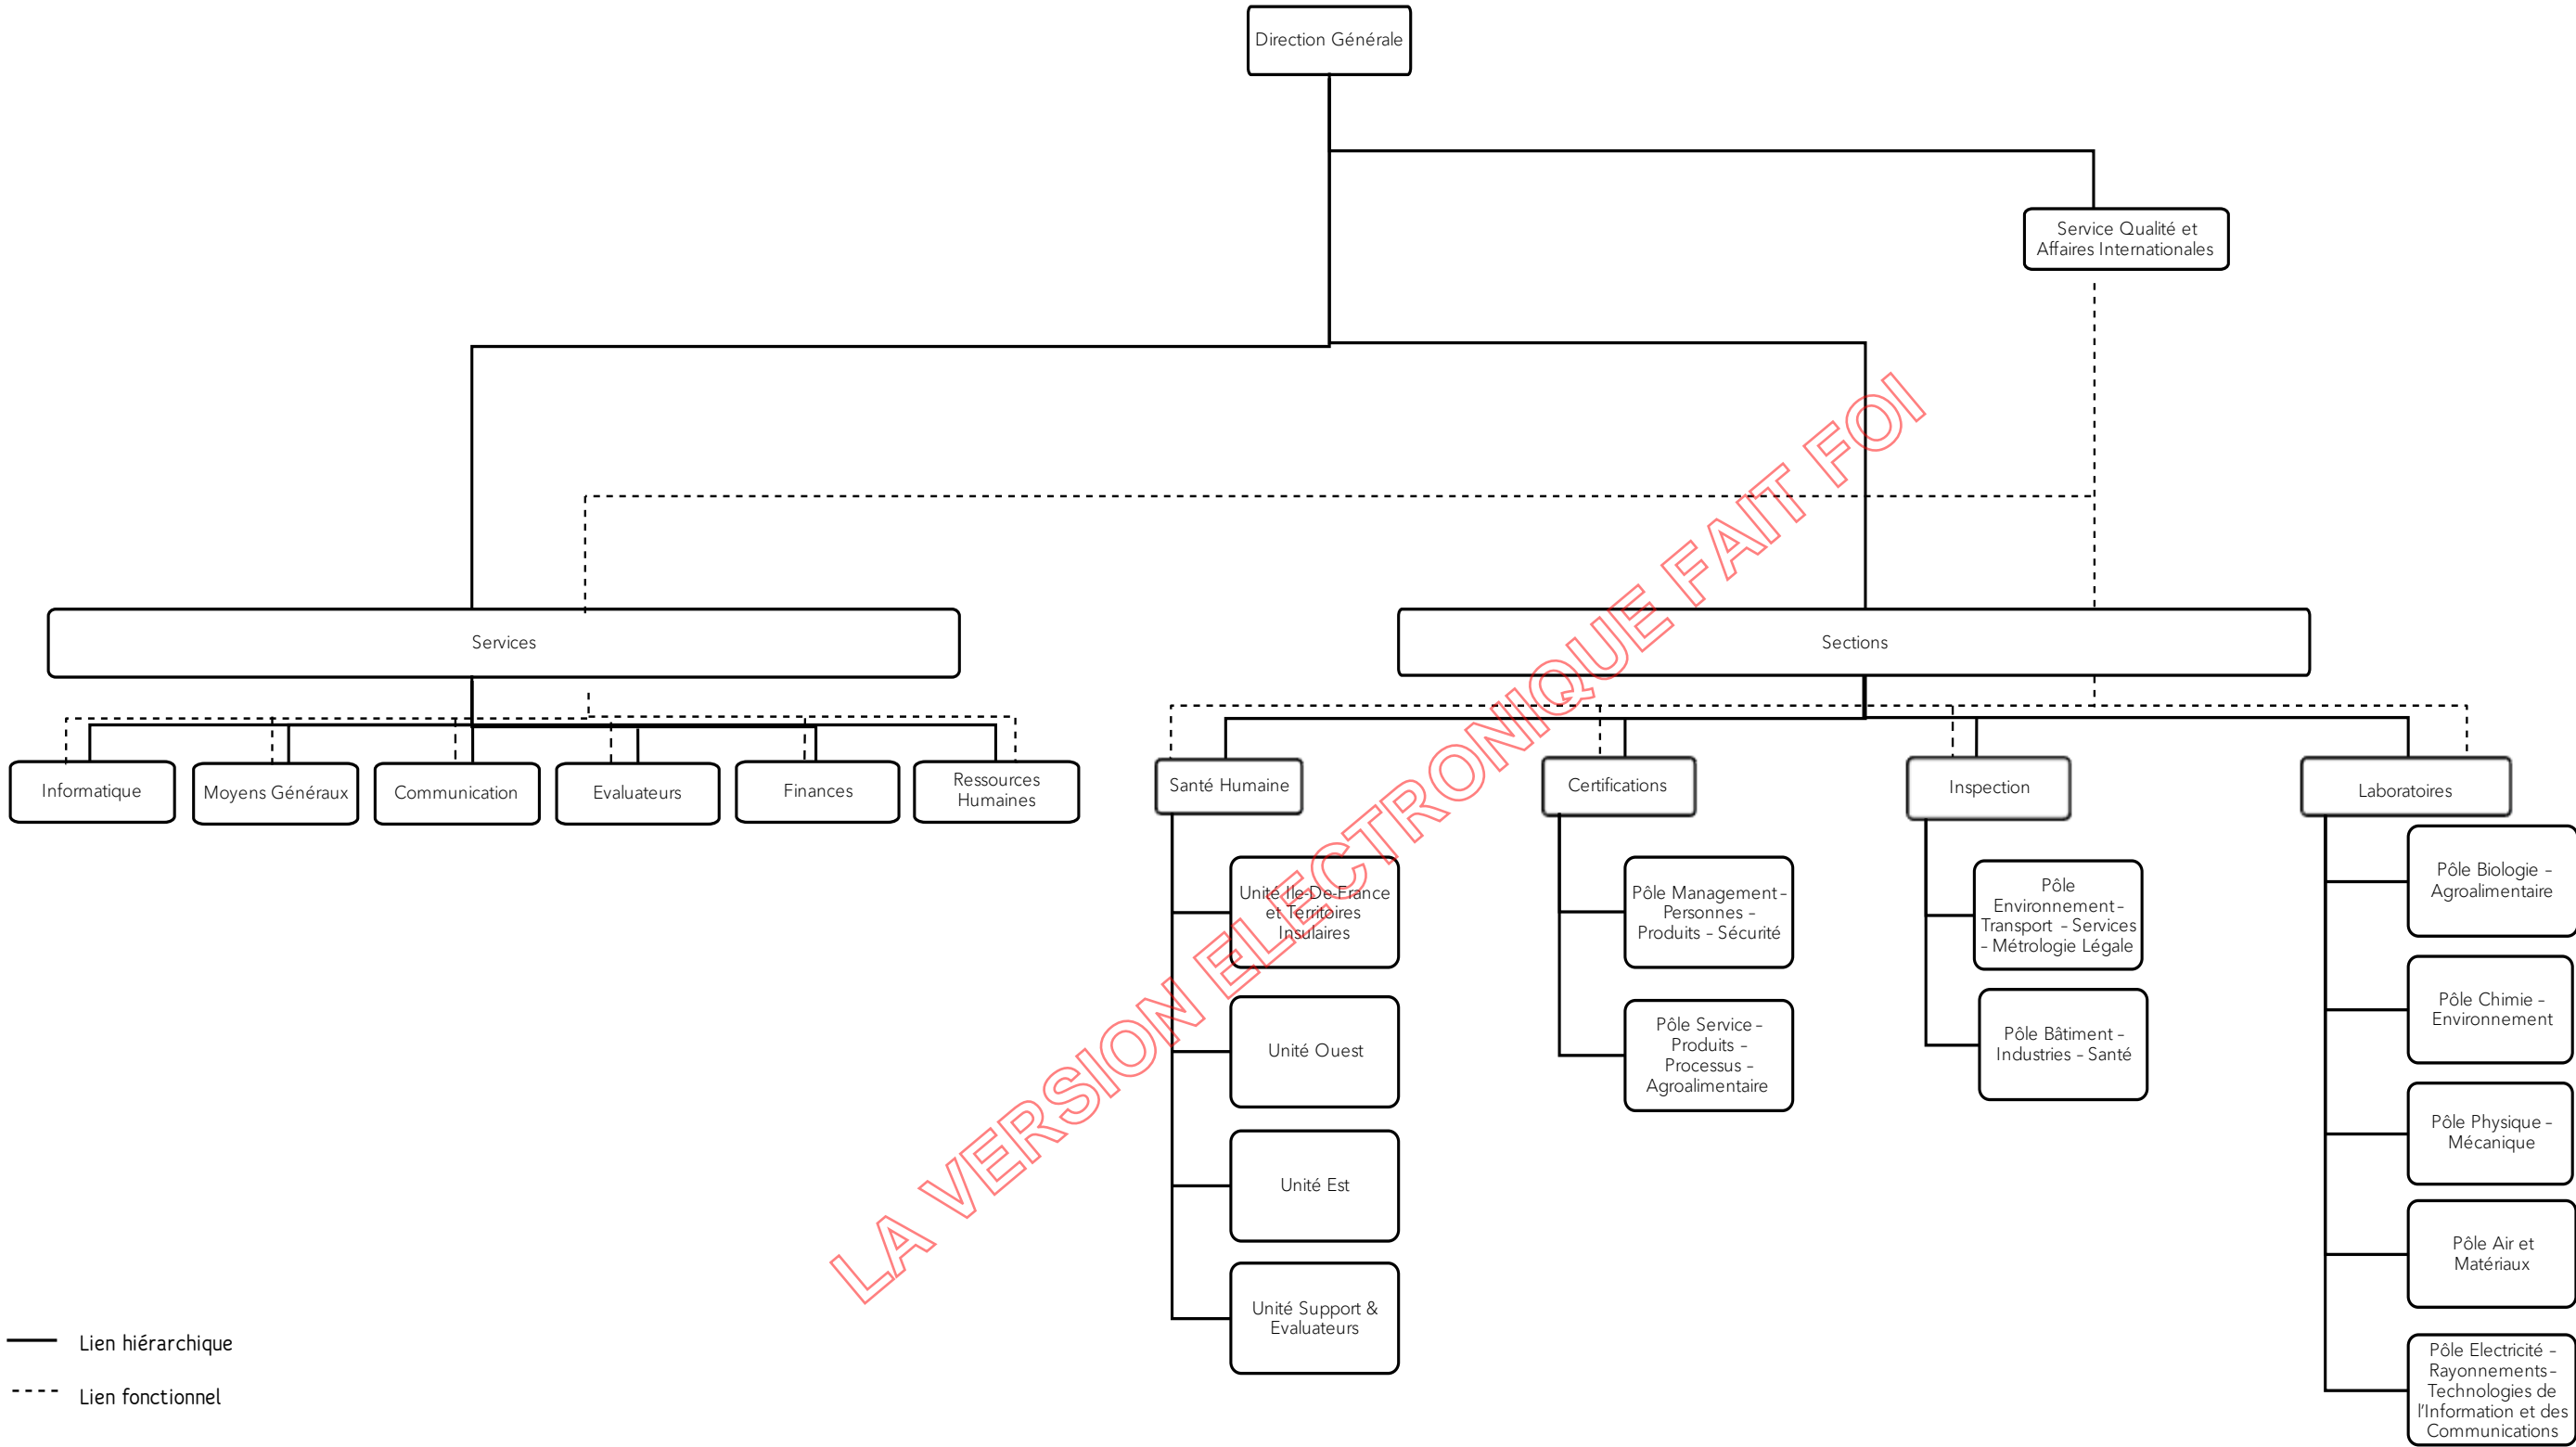 Direction Générale
Service Qualité et
Affaires Internationales
Services
Sections
Informatique
Moyens Généraux
Communication
Evaluateurs
Finances
Ressources
Humaines
Santé Humaine
Certifications
Inspection
Laboratoires
Unité Ile-De-France
et Territoires
Insulaires
Unité Ouest
Unité Est
Unité Support &
Evaluateurs
Pôle Management -
Personnes -
Produits - Sécurité
Pôle Service -
Produits -
Processus -
Agroalimentaire
Pôle
Environnement -
Transport - Services
- Métrologie Légale
Pôle Bâtiment -
Industries - Santé
Pôle Biologie -
Agroalimentaire
Pôle Chimie -
Environnement
Pôle Physique -
Mécanique
Pôle Air et
Matériaux
Pôle Electricité -
Rayonnements -
Technologies de
l'Information et des
Communications
LA VERSION ELECTRONIQUE FAIT FOI
Lien hiérarchique
Lien fonctionnel